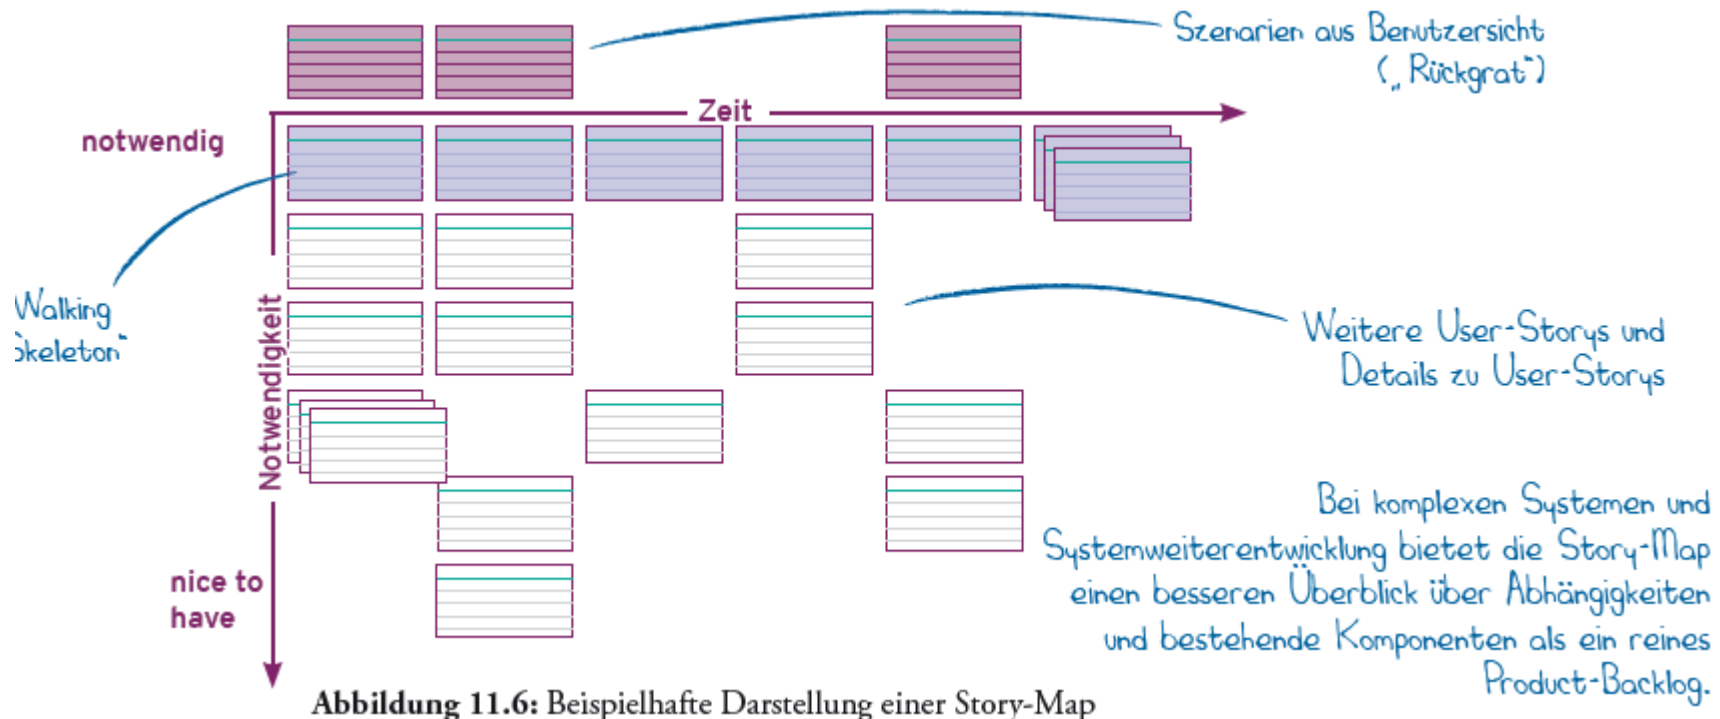 Szenarien aus Benutzersicht
(„Rückgrat“)
Zeit
notwendig
Walking
Skeleton“
Notwendigkeit
Weitere User-Storys und
Details zu User-Storys
nice to
have
Bei komplexen Systemen und
Systemweiterentwicklung bietet die Story-Map
einen besseren Überblick über Abhängigkeiten
und bestehende Komponenten als ein reines
Product-Backlog.
Abbildung 11.6: Beispielhafte Darstellung einer Story-Map